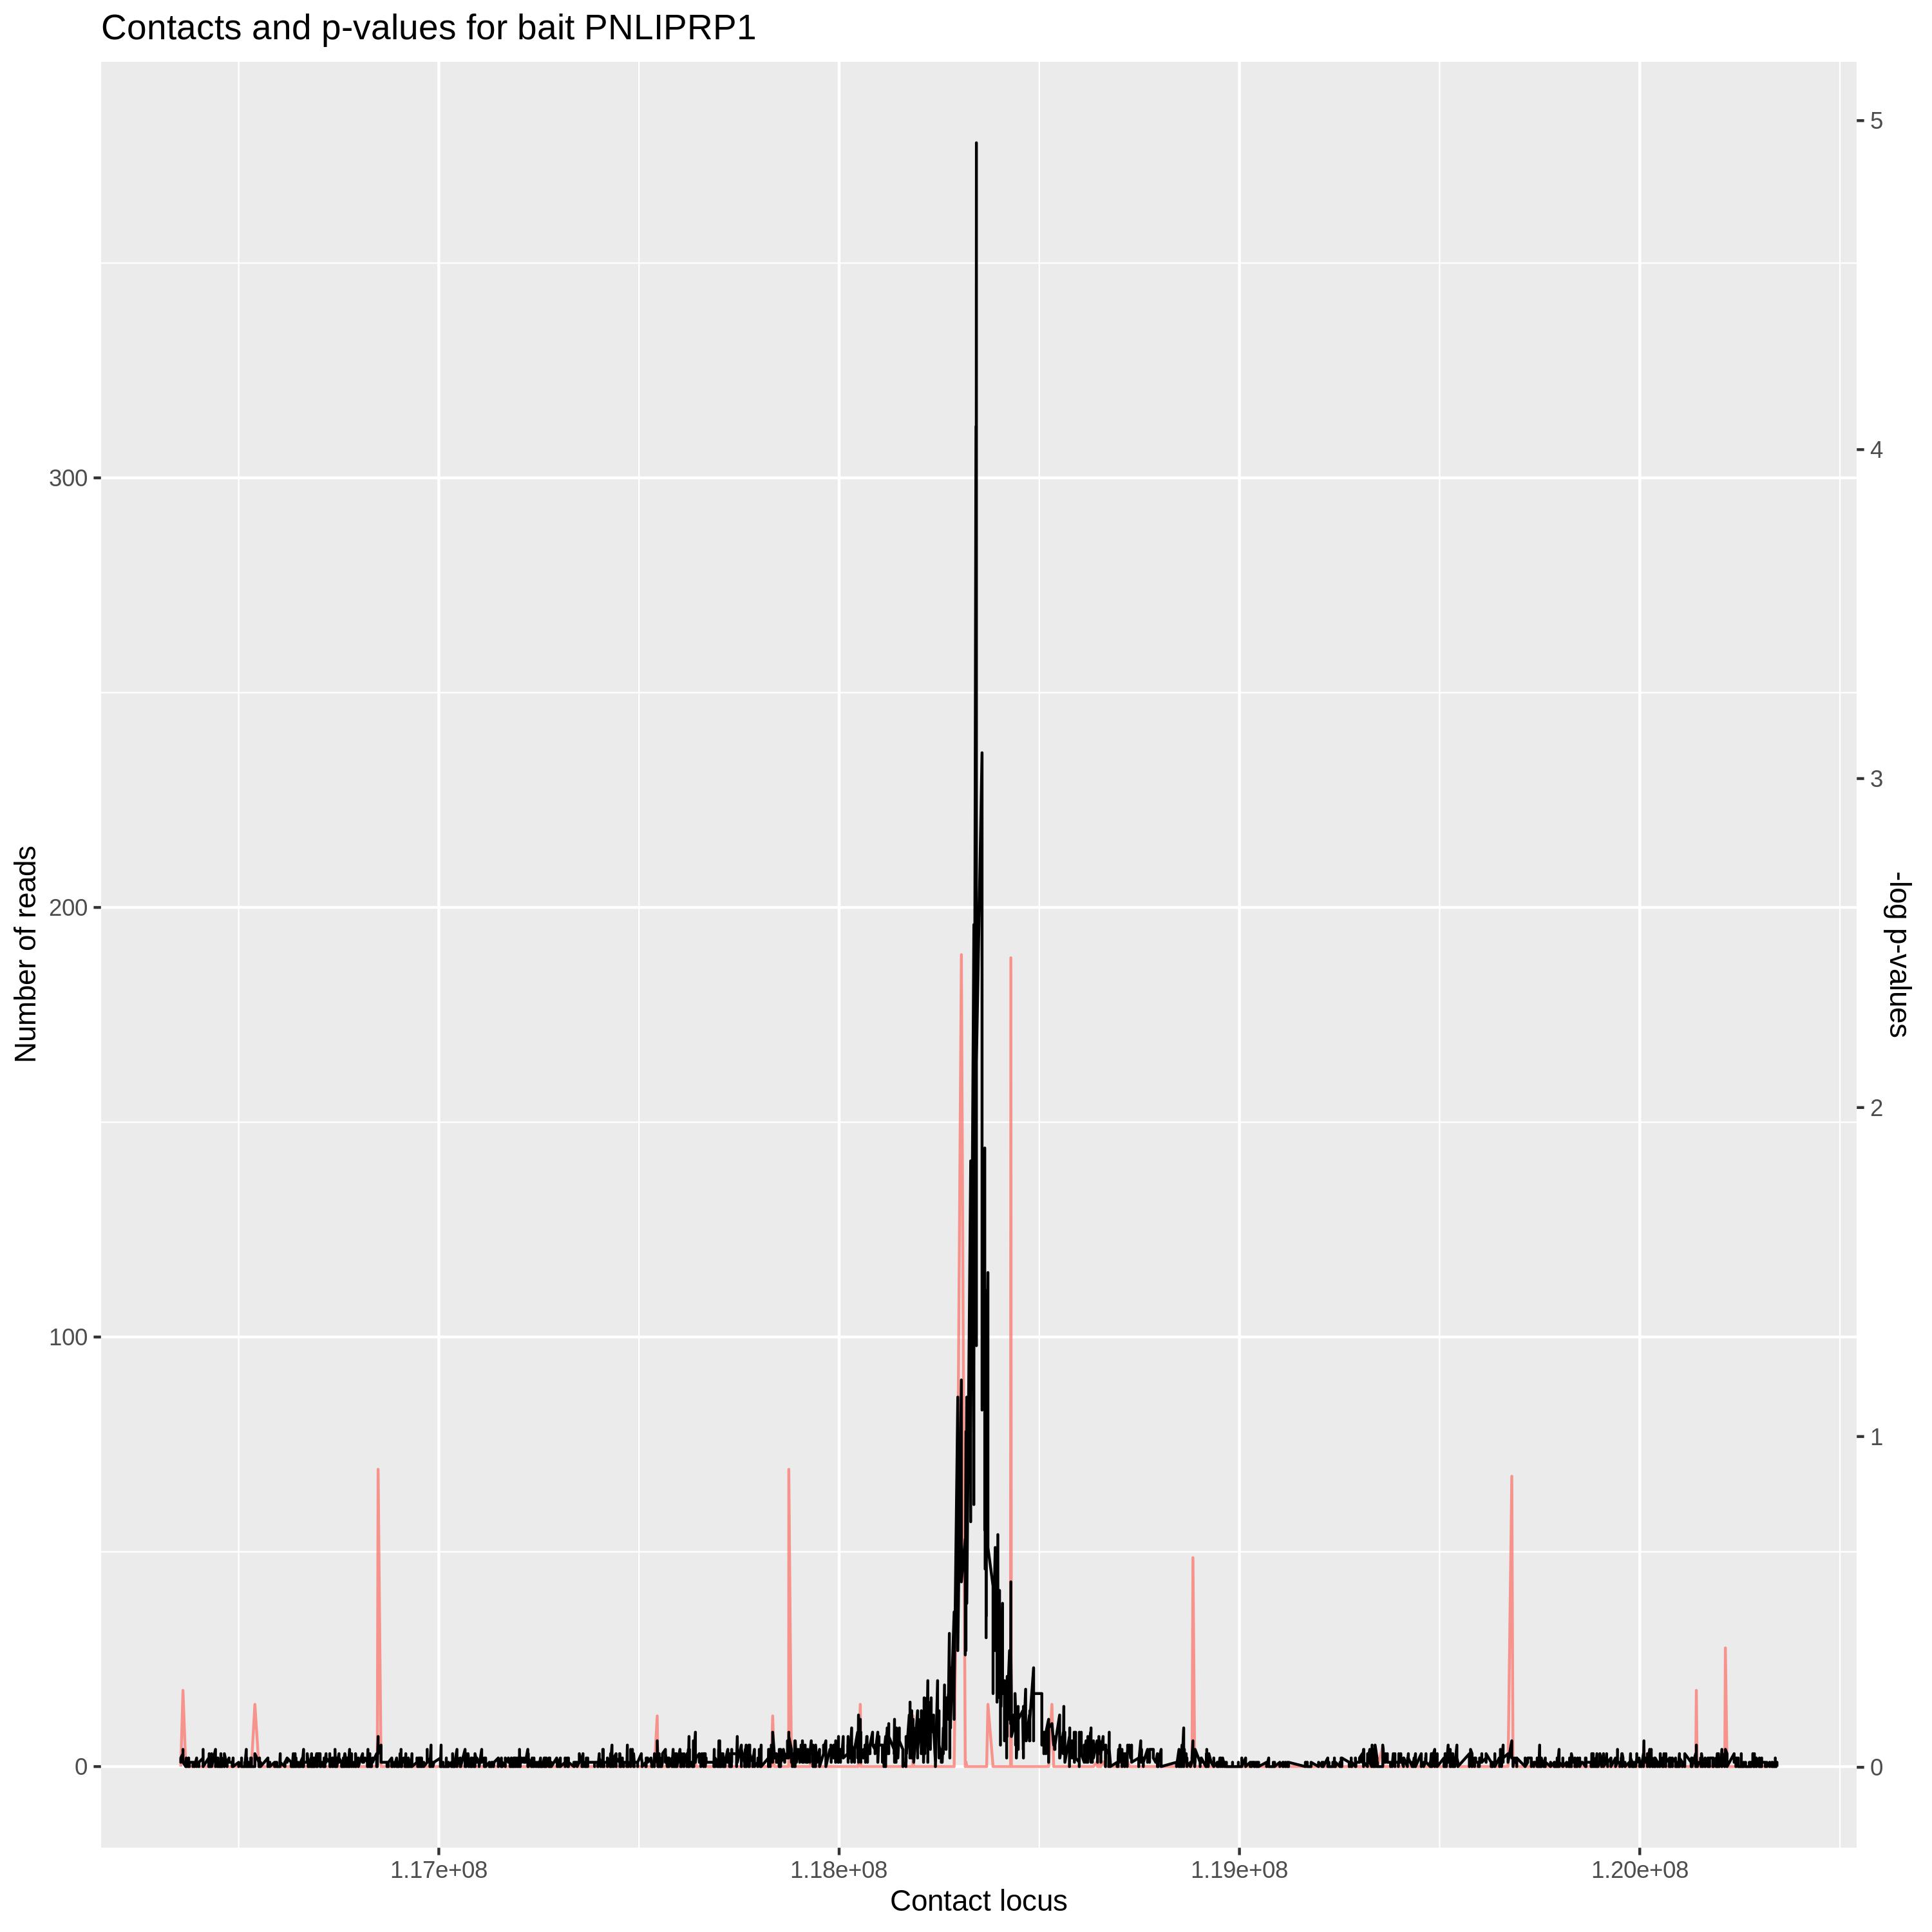 Contacts and p-values for bait PNLIPRP1
Number of reads
300
200
100
0
5
4
3
2
1
0
-log p-values
1.17e+08
1.18e+08
1.19e+08
1.20e+08
Contact locus